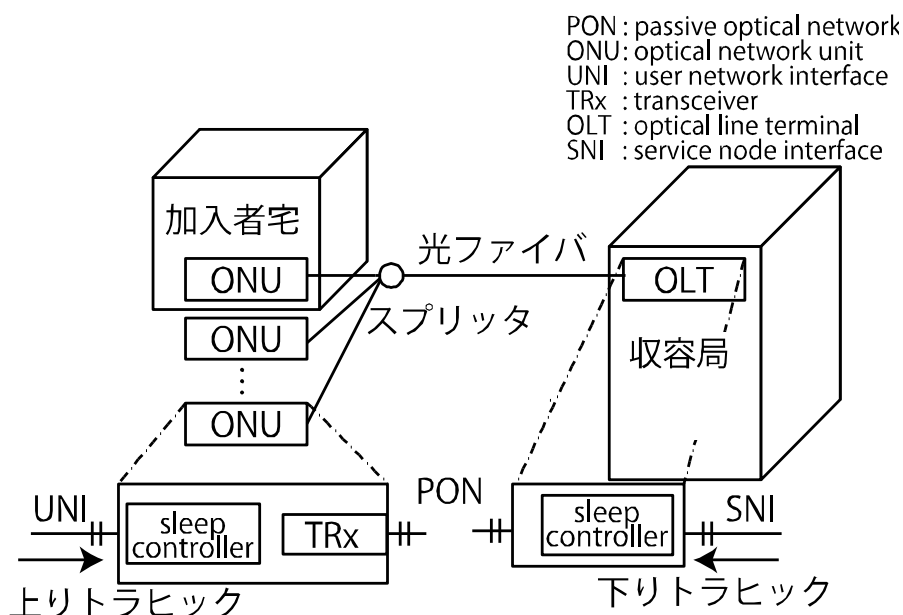 PON : passive optical network
ONU : optical network unit
UNI : user network interface
TRx : transceiver
OLT : optical line terminal
SNI : service node interface
加入者宅
光ファイバ
ONU
OLT
スプリッタ
ONU
収容局
⋮
ONU
UNI
PON
SNI
sleep
controller
TRx
sleep
controller
上りトラヒック
下りトラヒック